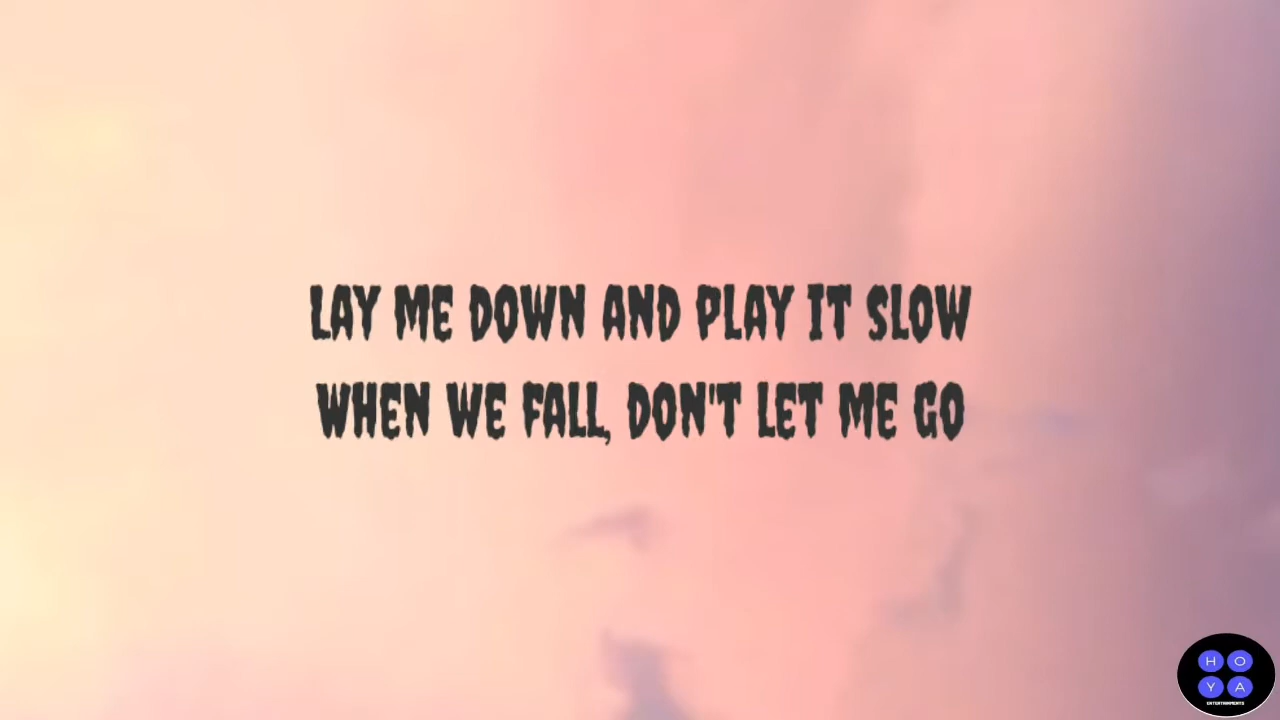 LAY ME DOWN AND PLAY IT SLOW
WHEN WE FALL, DON'T LET ME GO
H O
Y A
ENTERTAINMENTS